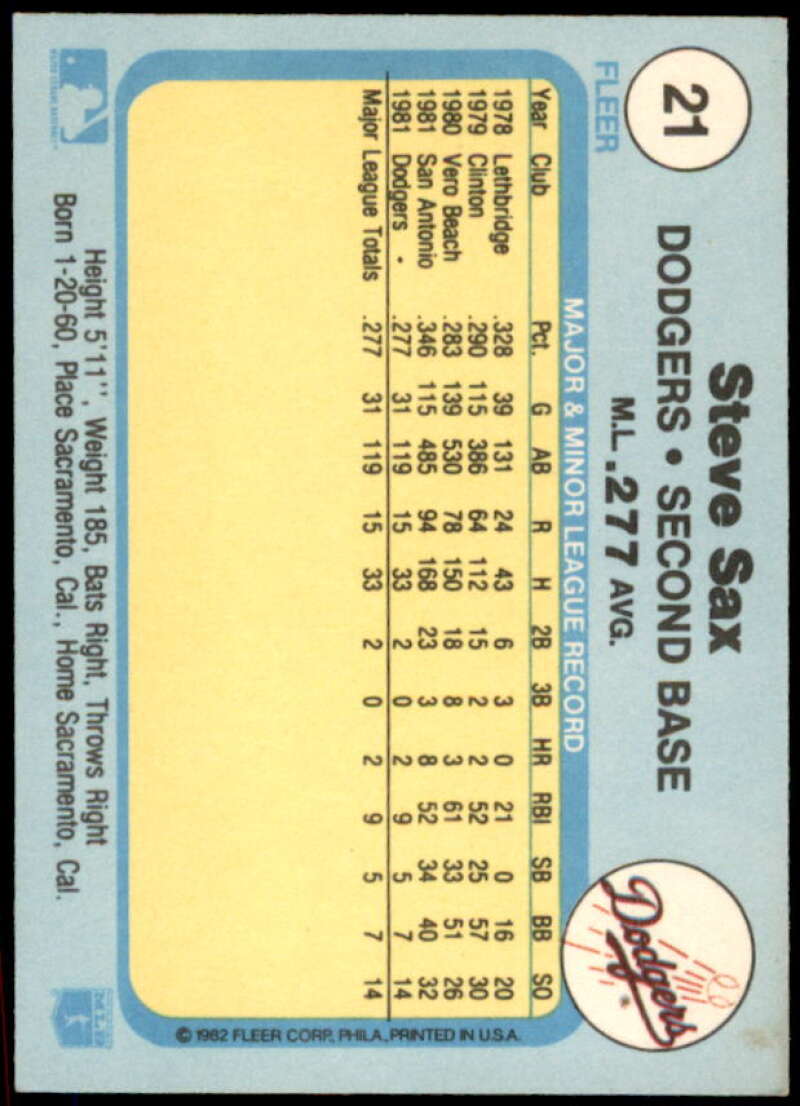 21
FLEER
Steve Sax
DODGERS • SECOND BASE
M.L. .277 AVG.
Dodgers
MAJOR & MINOR LEAGUE RECORD
Year Club Pct. G AB R H 2B 3B HR RBI SB BB SO
1978 Lethbridge .328 39 131 24 43 6 3 0 21 0 16 20
1979 Clinton .290 115 386 64 112 15 2 2 52 25 57 30
1980 Vero Beach .283 139 530 78 150 18 8 3 61 33 51 26
1981 San Antonio .346 115 485 94 168 23 3 8 52 34 40 32
1981 Dodgers • .277 31 119 15 33 2 0 2 9 5 7 14
Major League Totals .277 31 119 15 33 2 0 2 9 5 7 14
© 1982 FLEER CORP., PHILA., PRINTED IN U.S.A.
Height 5'11", Weight 185, Bats Right, Throws Right
Born 1-20-60, Place Sacramento, Cal., Home Sacramento, Cal.